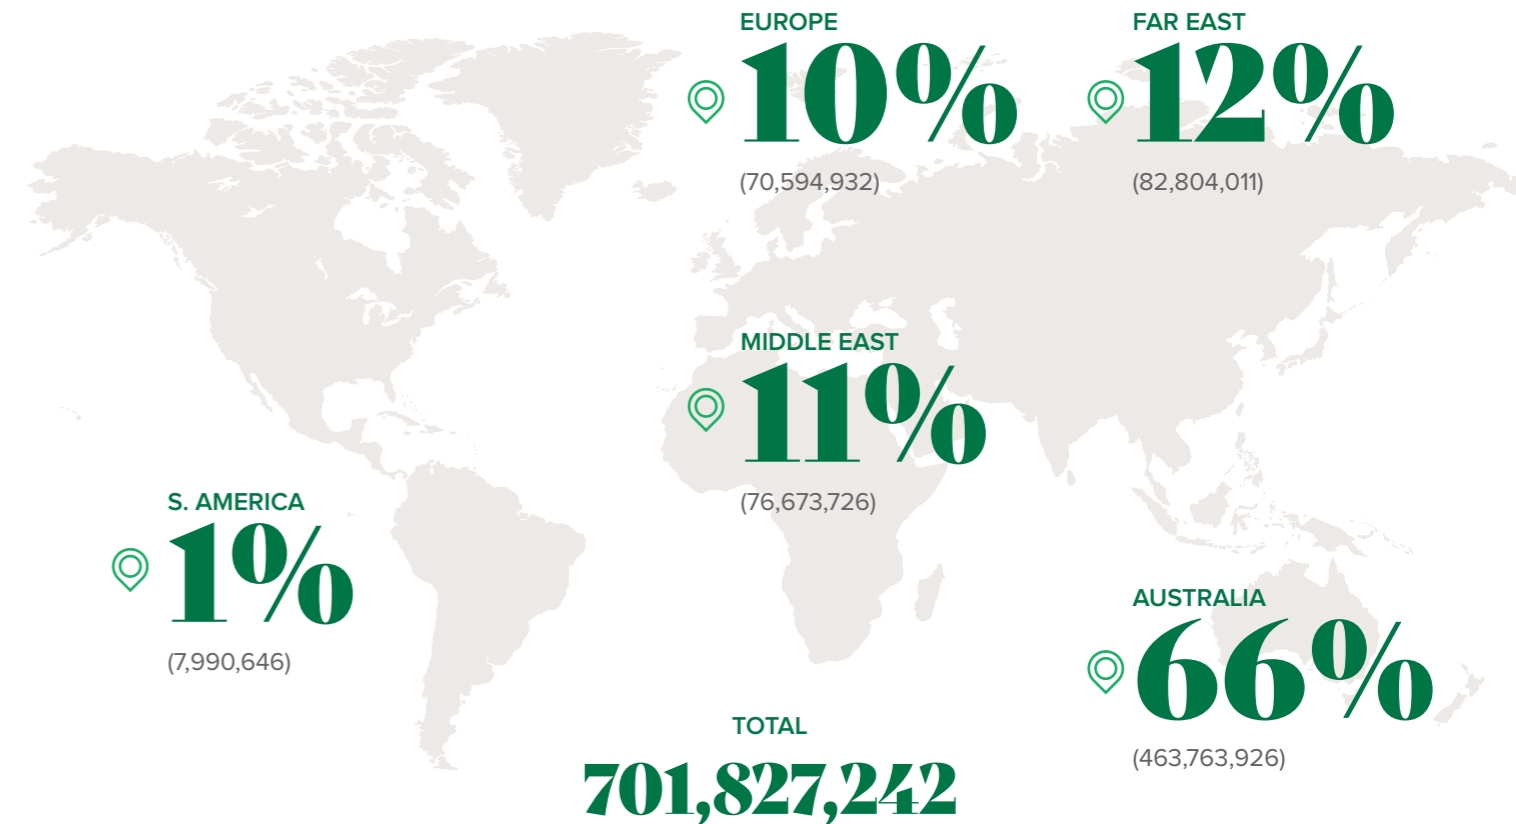 EUROPE
10%
(70,594,932)
FAR EAST
12%
(82,804,011)
MIDDLE EAST
11%
(76,673,726)
S. AMERICA
1%
(7,990,646)
AUSTRALIA
66%
(463,763,926)
TOTAL
701,827,242